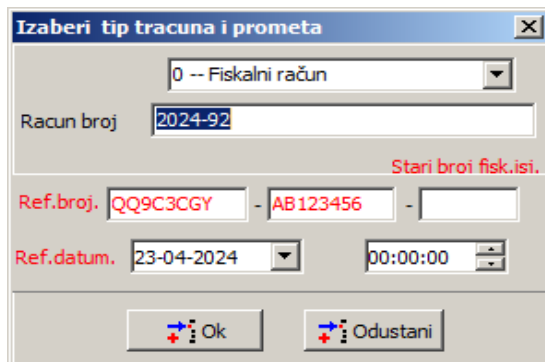 Izaberi tip tracuna i prometa
0 -- Fiskalni račun
Racun broj 2024-92
Stari broj fisk.isi.
Ref.broj. QQ9C3CGY - AB123456 -
Ref.datum. 23-04-2024 00:00:00
Ok Odustani